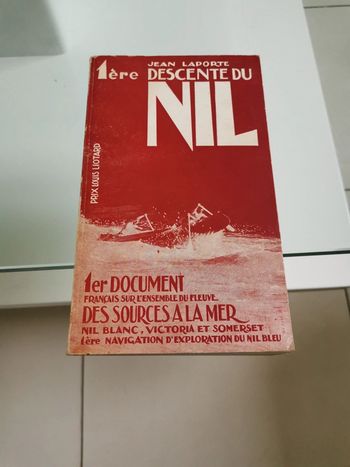 JEAN LAPORTE
1ère DESCENTE DU
NIL
PRIX LOUIS LIOTARD
1er DOCUMENT
FRANÇAIS SUR L'ENSEMBLE DU FLEUVE.
DES SOURCES A LA MER
NIL BLANC, VICTORIA ET SOMERSET
1ère NAVIGATION D'EXPLORATION DU NIL BLEU